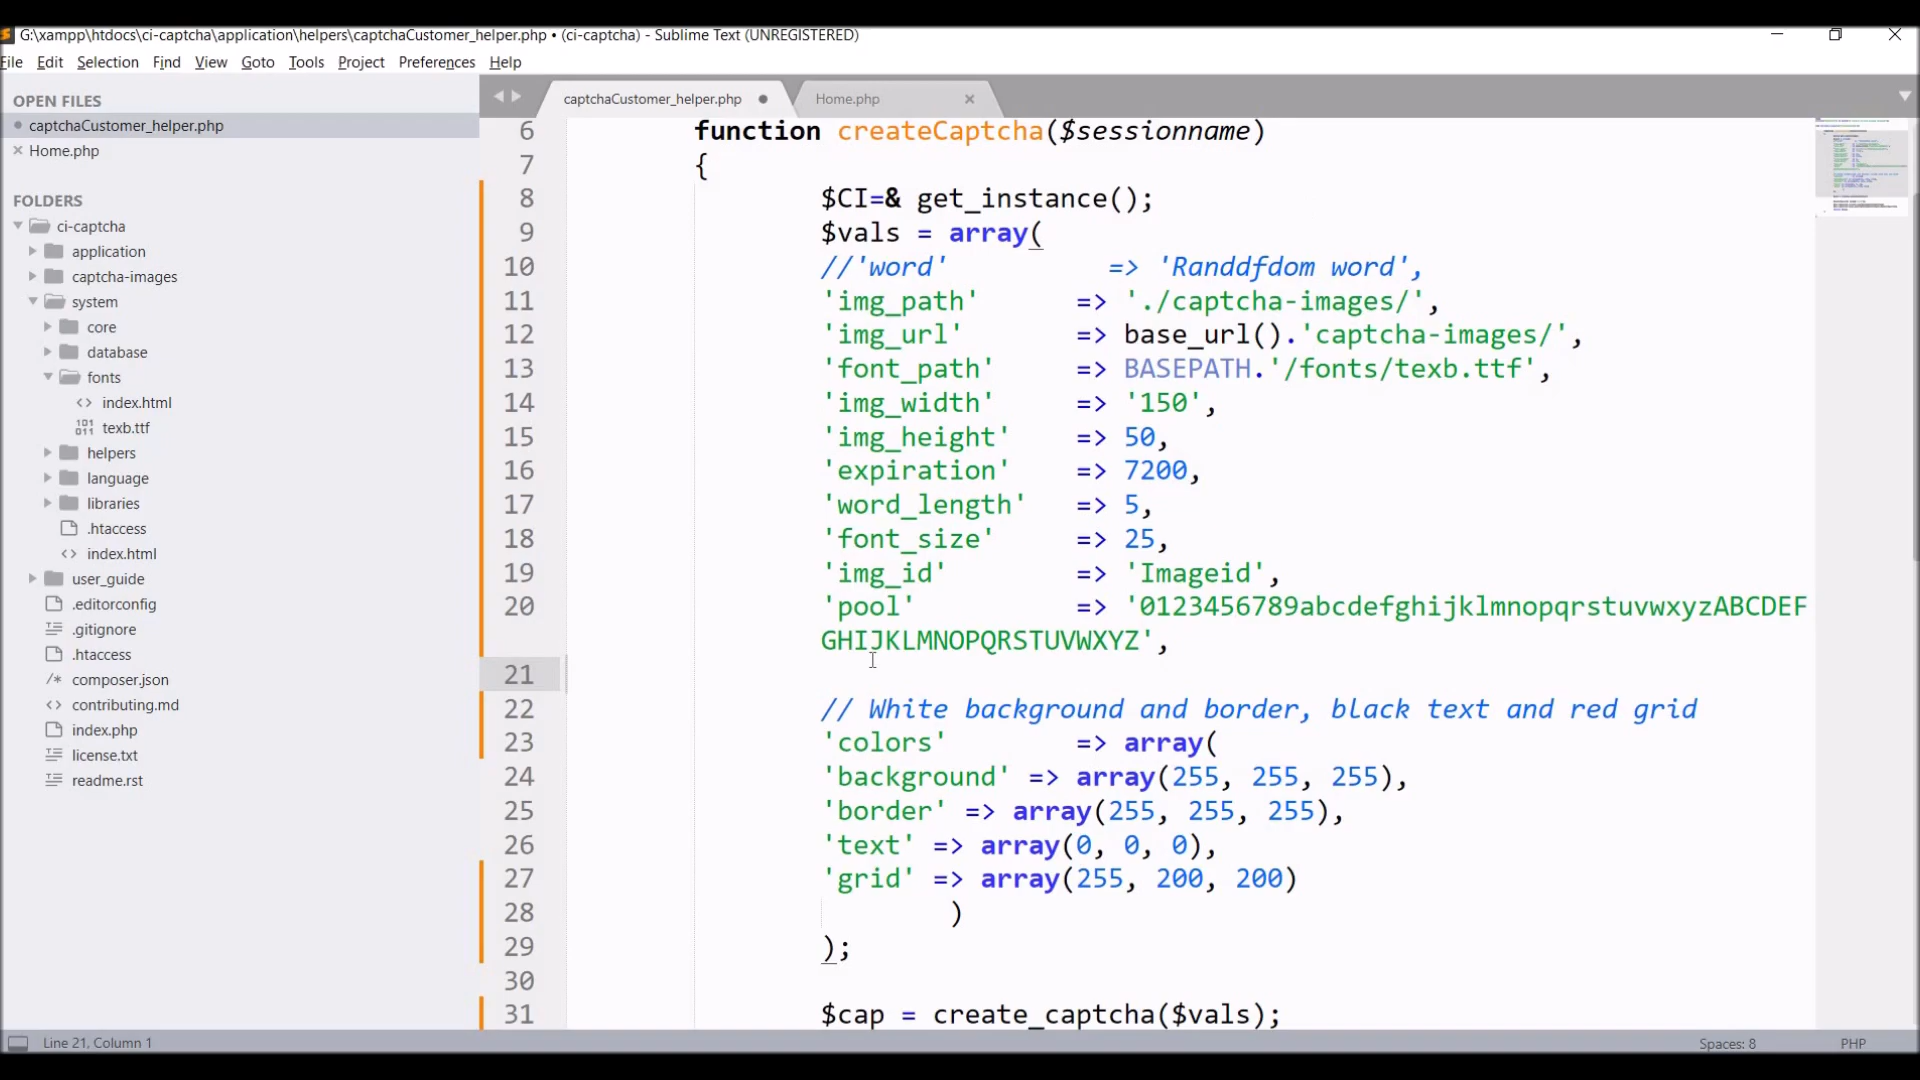 G:\xampp\htdocs\ci-captcha\application\helpers\captchaCustomer_helper.php • (ci-captcha) - Sublime Text (UNREGISTERED)
File Edit Selection Find View Goto Tools Project Preferences Help
OPEN FILES
captchaCustomer_helper.php
Home.php
FOLDERS
ci-captcha
application
captcha-images
system
core
database
fonts
index.html
texb.ttf
helpers
language
libraries
.htaccess
index.html
user_guide
.editorconfig
.gitignore
.htaccess
composer.json
contributing.md
index.php
license.txt
readme.rst
captchaCustomer_helper.php Home.php
6 function createCaptcha($sessionname)
7 {
8 $CI=& get_instance();
9 $vals = array(
10 //'word' => 'Randdfdom word',
11 'img_path' => './captcha-images/',
12 'img_url' => base_url().'captcha-images/',
13 'font_path' => BASEPATH.'/fonts/texb.ttf',
14 'img_width' => '150',
15 'img_height' => 50,
16 'expiration' => 7200,
17 'word_length' => 5,
18 'font_size' => 25,
19 'img_id' => 'Imageid',
20 'pool' => '0123456789abcdefghijklmnopqrstuvwxyzABCDEF
GHIJKLMNOPQRSTUVWXYZ',
21
22 // White background and border, black text and red grid
23 'colors' => array(
24 'background' => array(255, 255, 255),
25 'border' => array(255, 255, 255),
26 'text' => array(0, 0, 0),
27 'grid' => array(255, 200, 200)
28 )
29 );
30
31 $cap = create_captcha($vals);
Line 21, Column 1 Spaces: 8 PHP